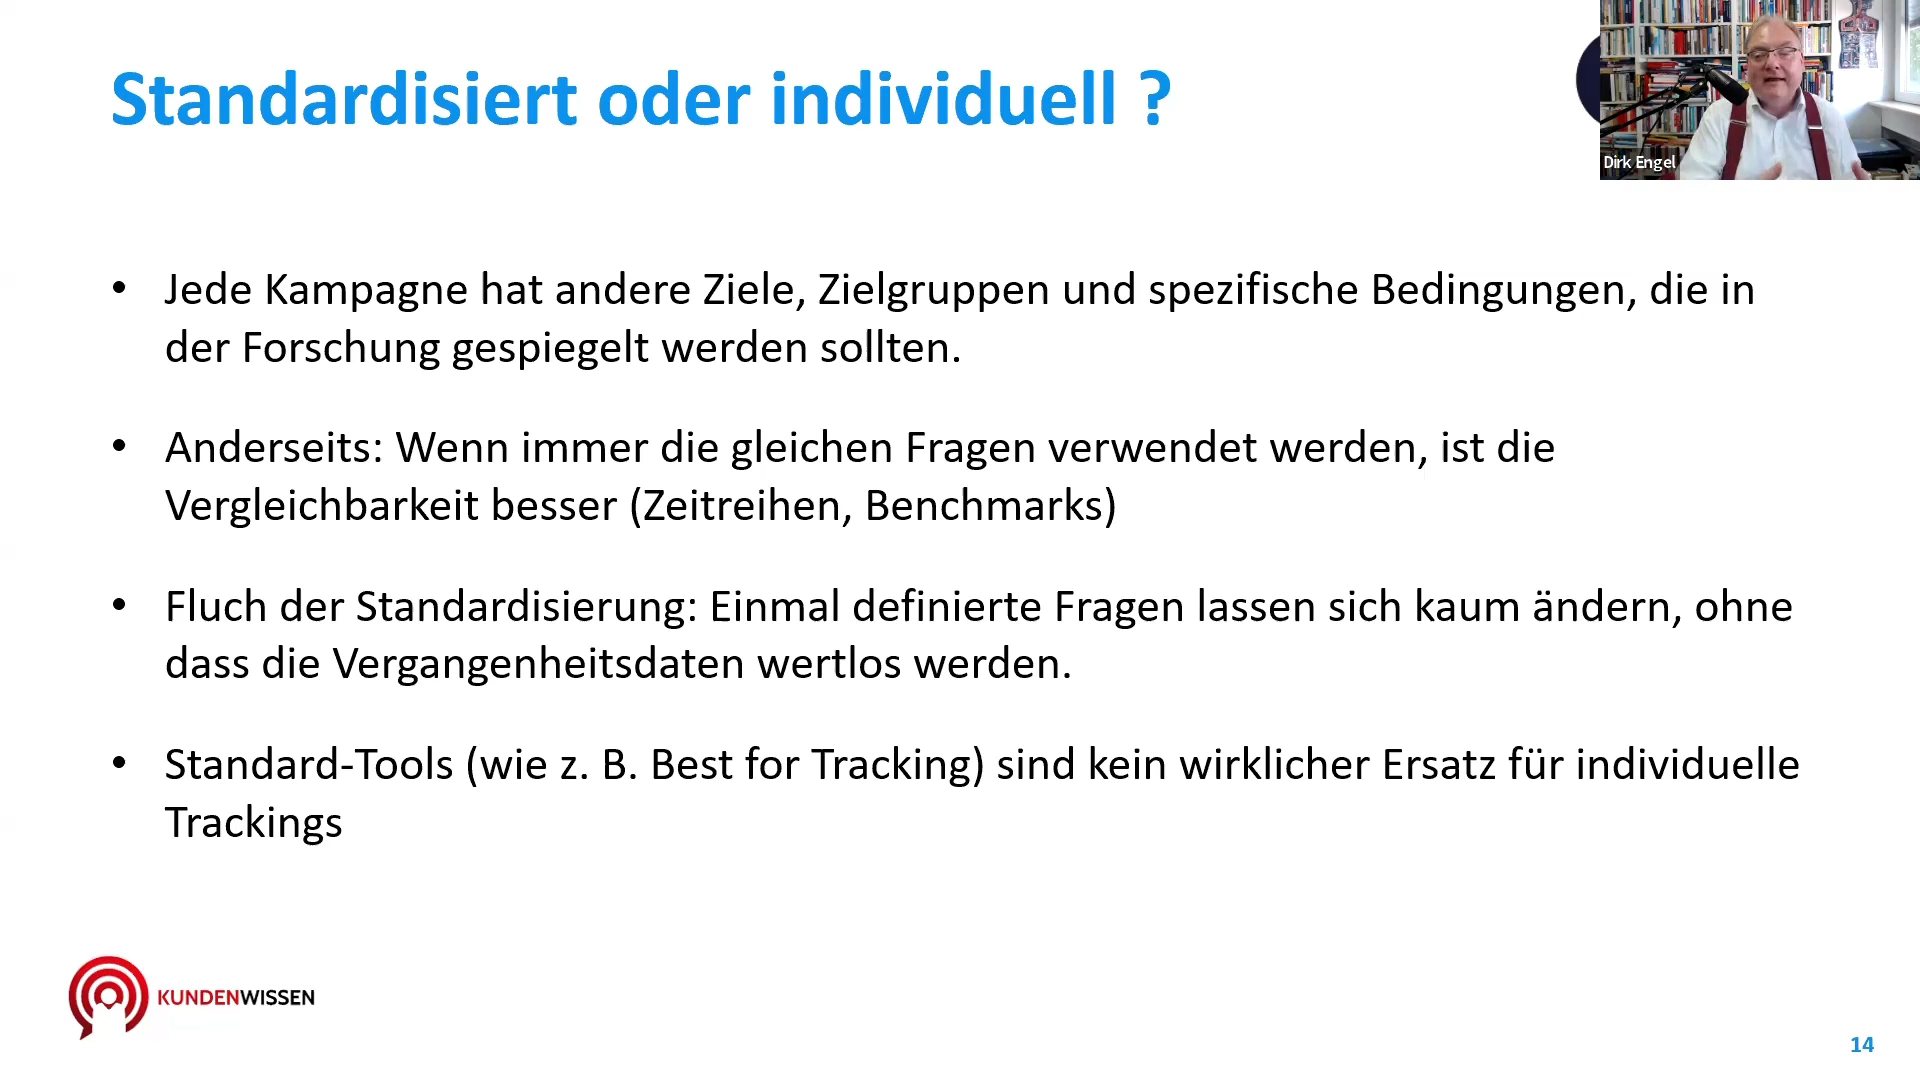 Standardisiert oder individuell ?
Dirk Engel
• Jede Kampagne hat andere Ziele, Zielgruppen und spezifische Bedingungen, die in
der Forschung gespiegelt werden sollten.
• Anderseits: Wenn immer die gleichen Fragen verwendet werden, ist die
Vergleichbarkeit besser (Zeitreihen, Benchmarks)
• Fluch der Standardisierung: Einmal definierte Fragen lassen sich kaum ändern, ohne
dass die Vergangenheitsdaten wertlos werden.
• Standard-Tools (wie z. B. Best for Tracking) sind kein wirklicher Ersatz für individuelle
Trackings
KUNDENWISSEN
14